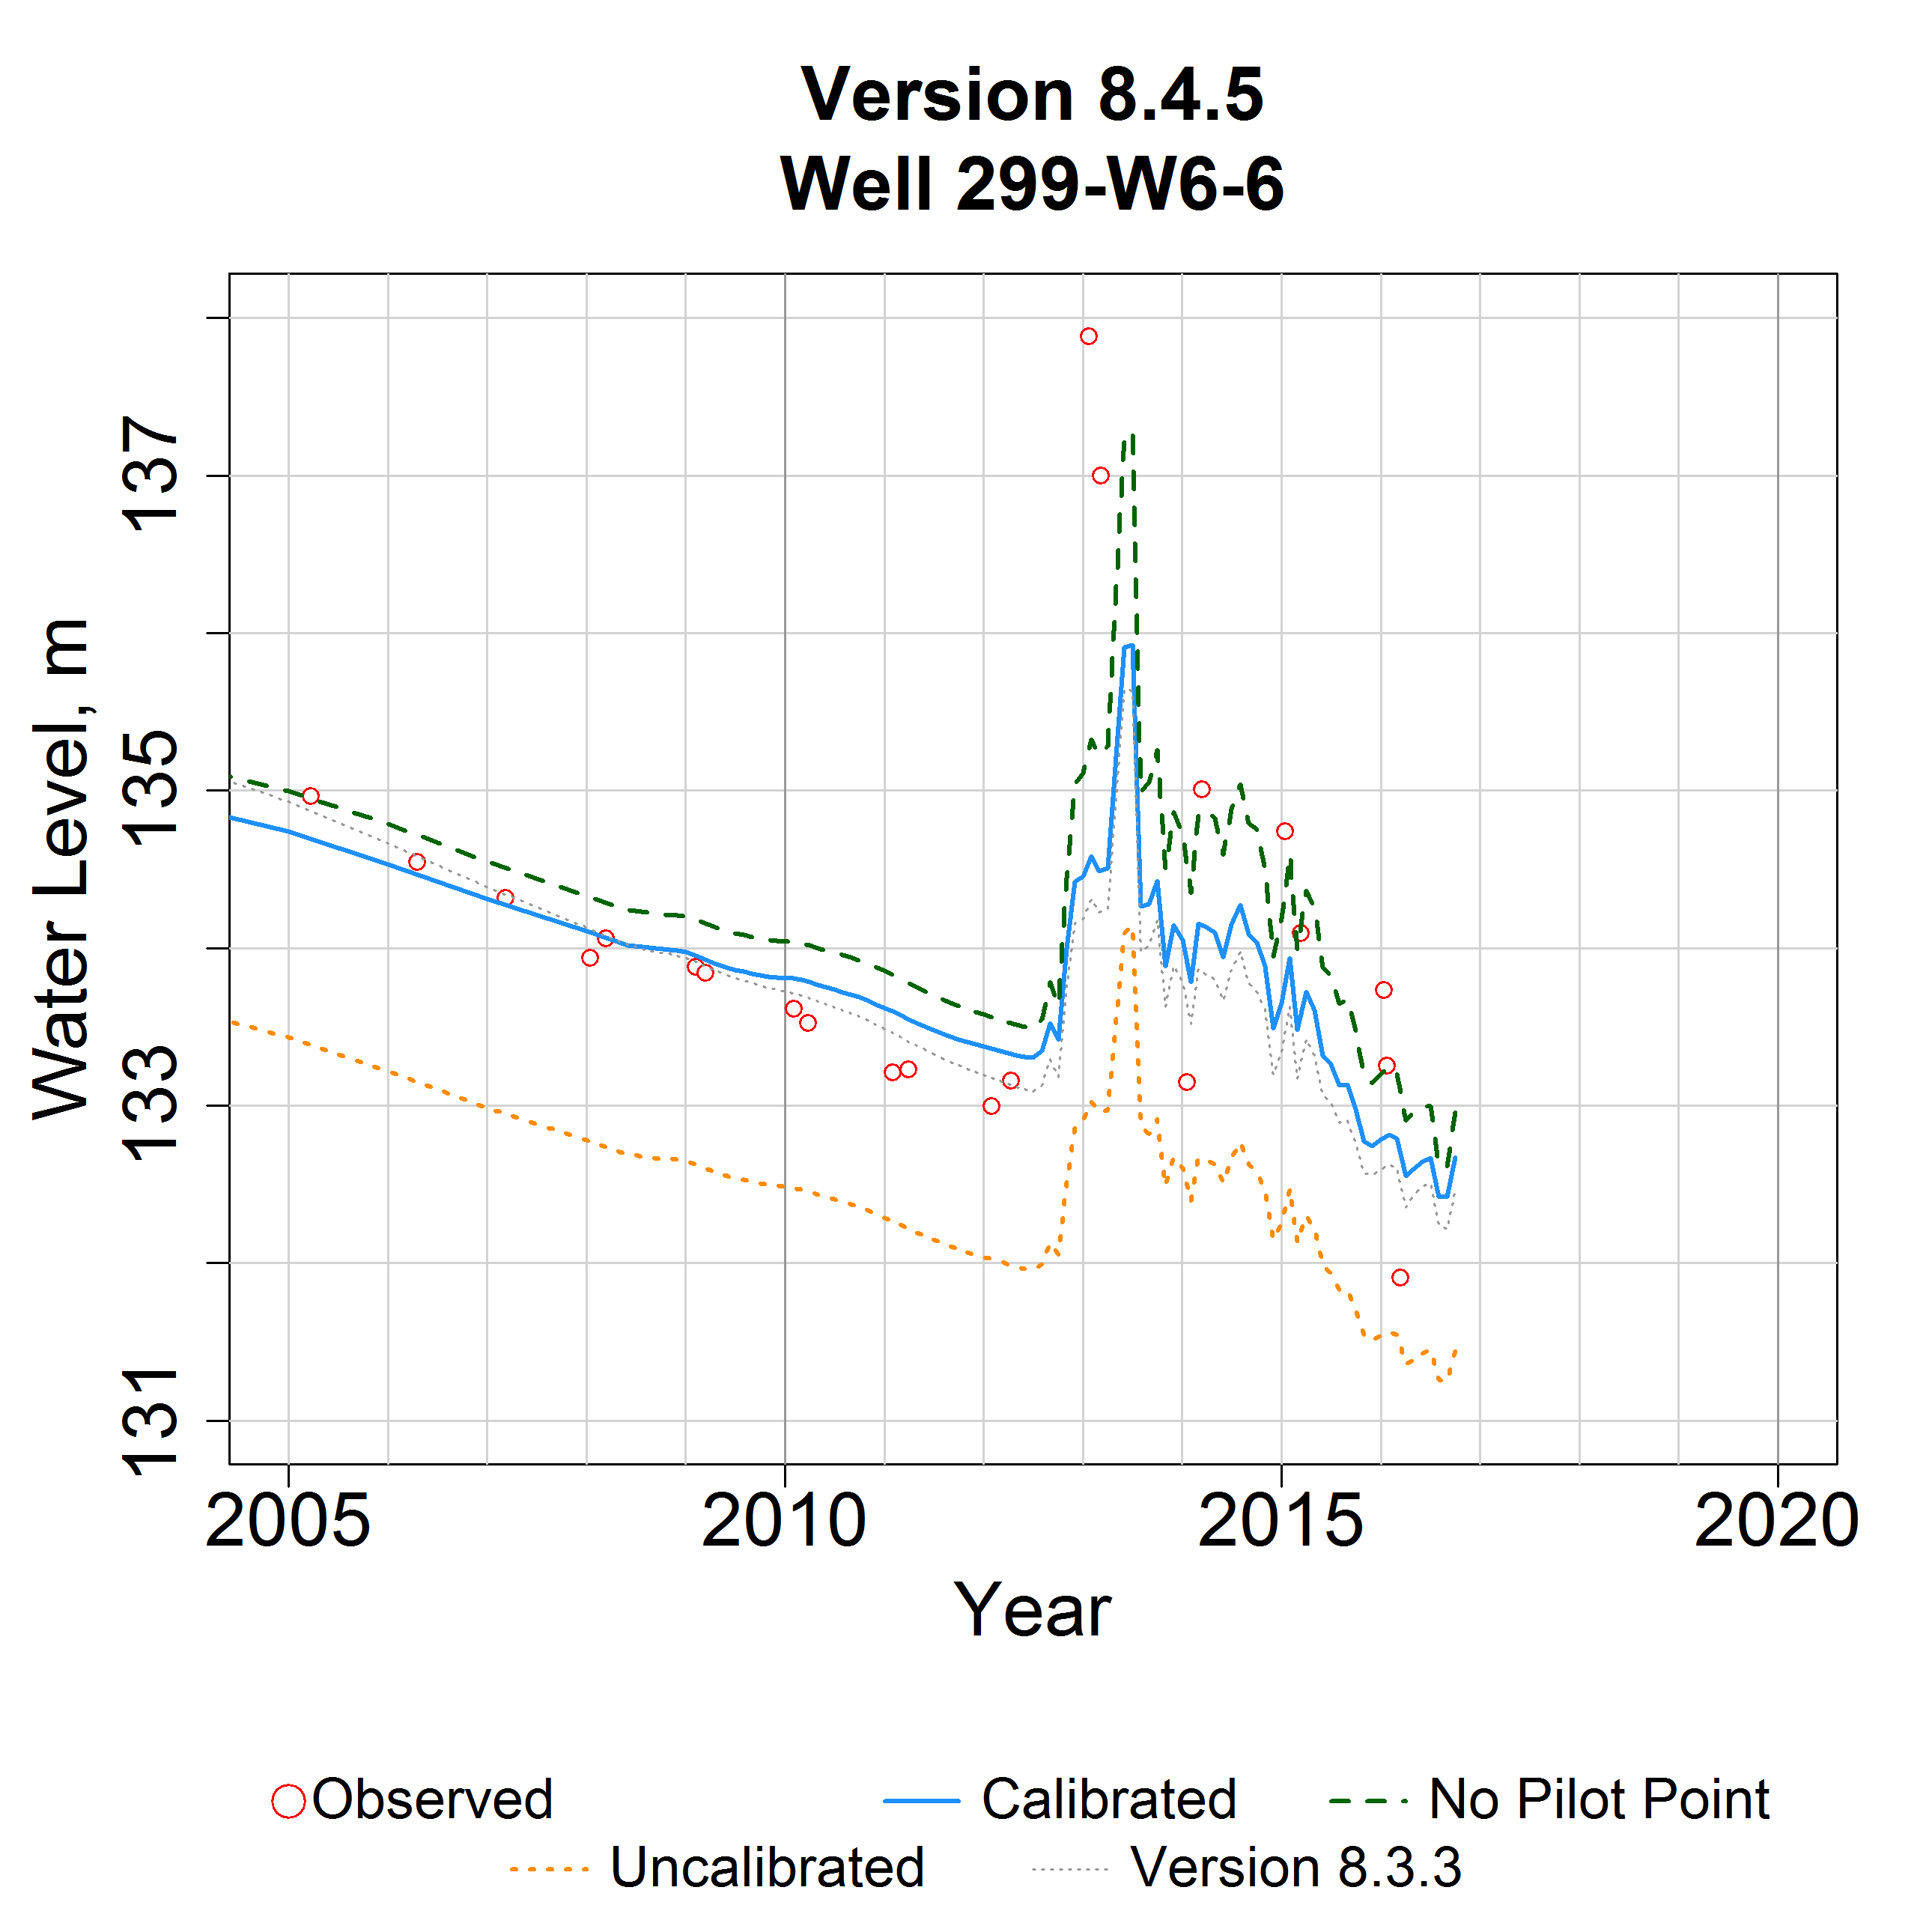 Version 8.4.5
Well 299-W6-6
Water Level, m
137
135
133
131
2005 2010 2015 2020
Year
Observed Calibrated No Pilot Point
Uncalibrated Version 8.3.3